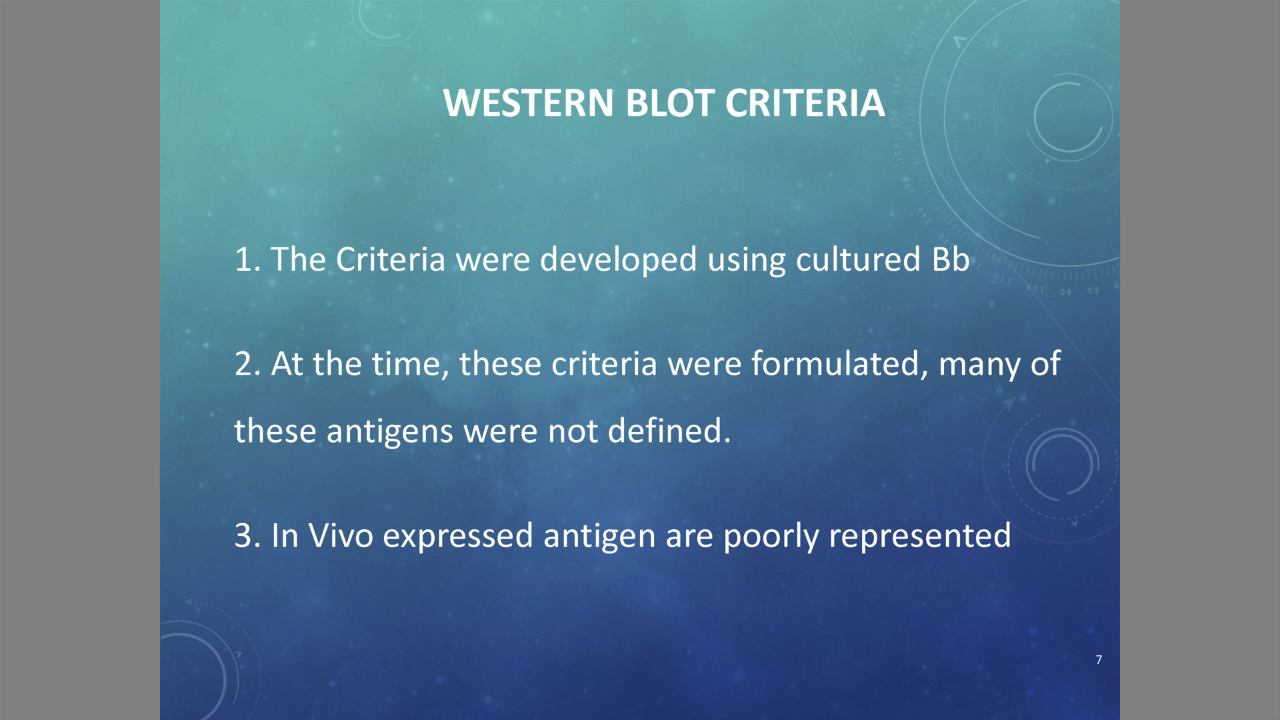 WESTERN BLOT CRITERIA
1. The Criteria were developed using cultured Bb
2. At the time, these criteria were formulated, many of
these antigens were not defined.
3. In Vivo expressed antigen are poorly represented
7